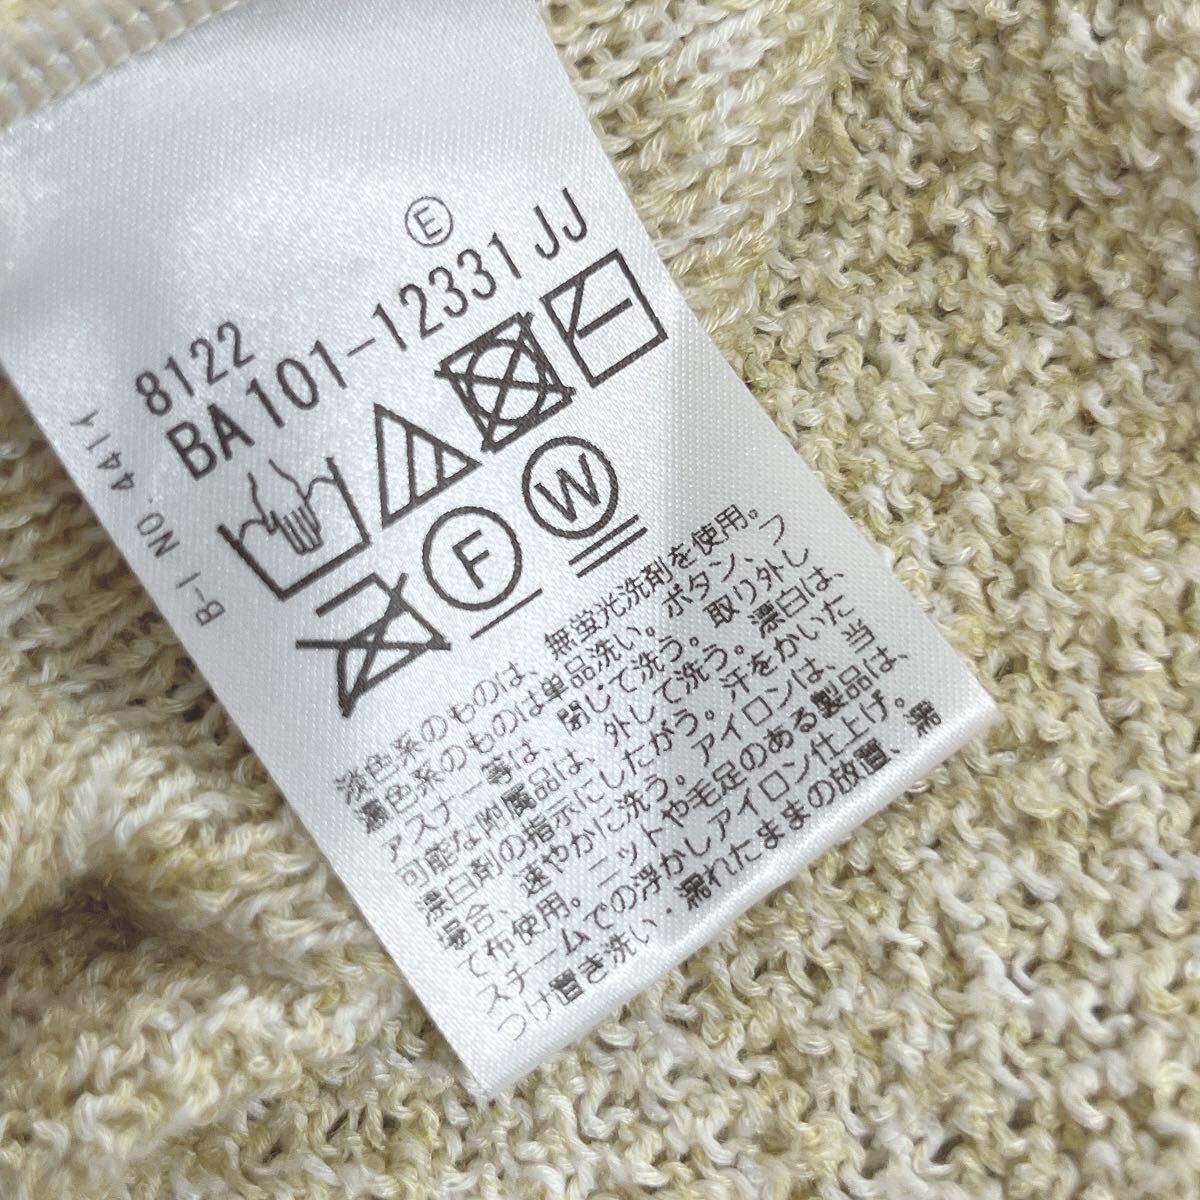 Ⓔ
8122
BA101-12331JJ
B-1 NO. 4414
F
W
淡色系のものは、無蛍光洗剤を使用。
濃色系のものは単品洗い。ボタン、フ
ァスナー等は、閉じて洗う。取り外し
可能な附属品は、外して洗う。漂白は、
漂白剤の指示にしたがう。汗をかいた
場合、速やかに洗う。アイロンは、当
て布使用。ニットや毛足のある製品は、
スチームでの浮かしアイロン仕上げ。濡
つけ置き洗い・濡れたままの放置、